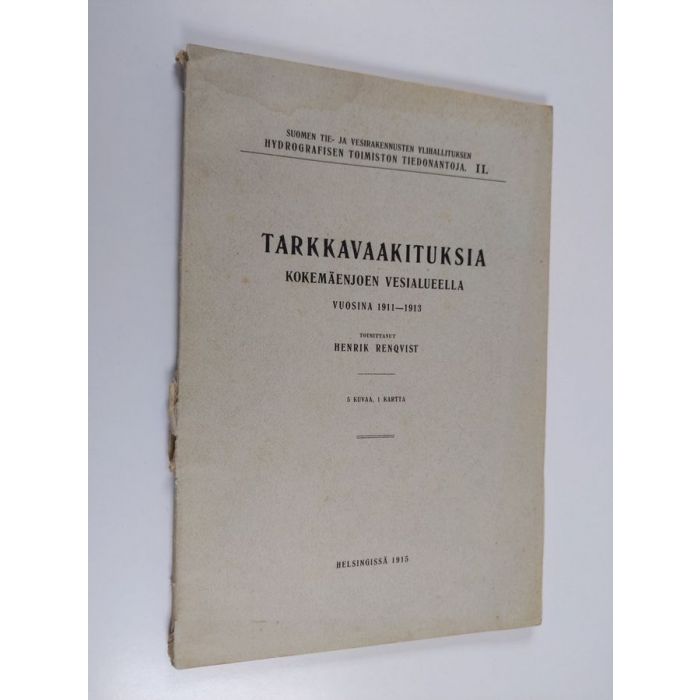 SUOMEN TIE- JA VESIRAKENNUSTEN YLIHALLITUKSEN
HYDROGRAFISEN TOIMISTON TIEDONANTOJA. II.
TARKKAVAAKITUKSIA
KOKEMÄENJOEN VESIALUEELLA
VUOSINA 1911—1913
TOIMITTANUT
HENRIK RENQVIST
5 KUVAA, 1 KARTTA
HELSINGISSÄ 1915